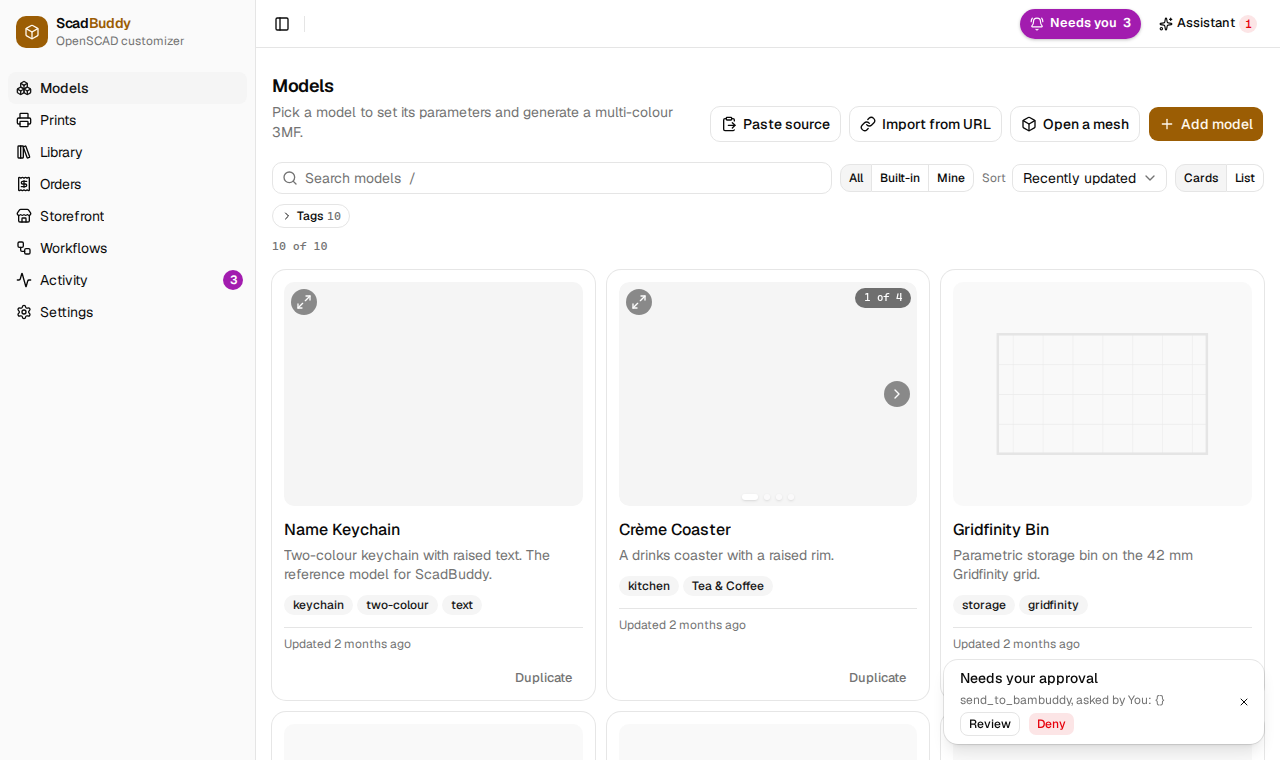 ScadBuddy
OpenSCAD customizer
Needs you 3
Assistant 1
Models
Prints
Library
Orders
Storefront
Workflows
Activity 3
Settings
Models
Pick a model to set its parameters and generate a multi-colour
3MF.
Paste source
Import from URL
Open a mesh
Add model
Search models /
All Built-in Mine
Sort Recently updated
Cards List
Tags 10
10 of 10
Name Keychain
Two-colour keychain with raised text. The
reference model for ScadBuddy.
keychain two-colour text
Updated 2 months ago
Duplicate
1 of 4
Crème Coaster
A drinks coaster with a raised rim.
kitchen Tea & Coffee
Updated 2 months ago
Duplicate
Gridfinity Bin
Parametric storage bin on the 42 mm
Gridfinity grid.
storage gridfinity
Updated 2 months ago
Needs your approval
send_to_bambuddy, asked by You: {}
Review Deny